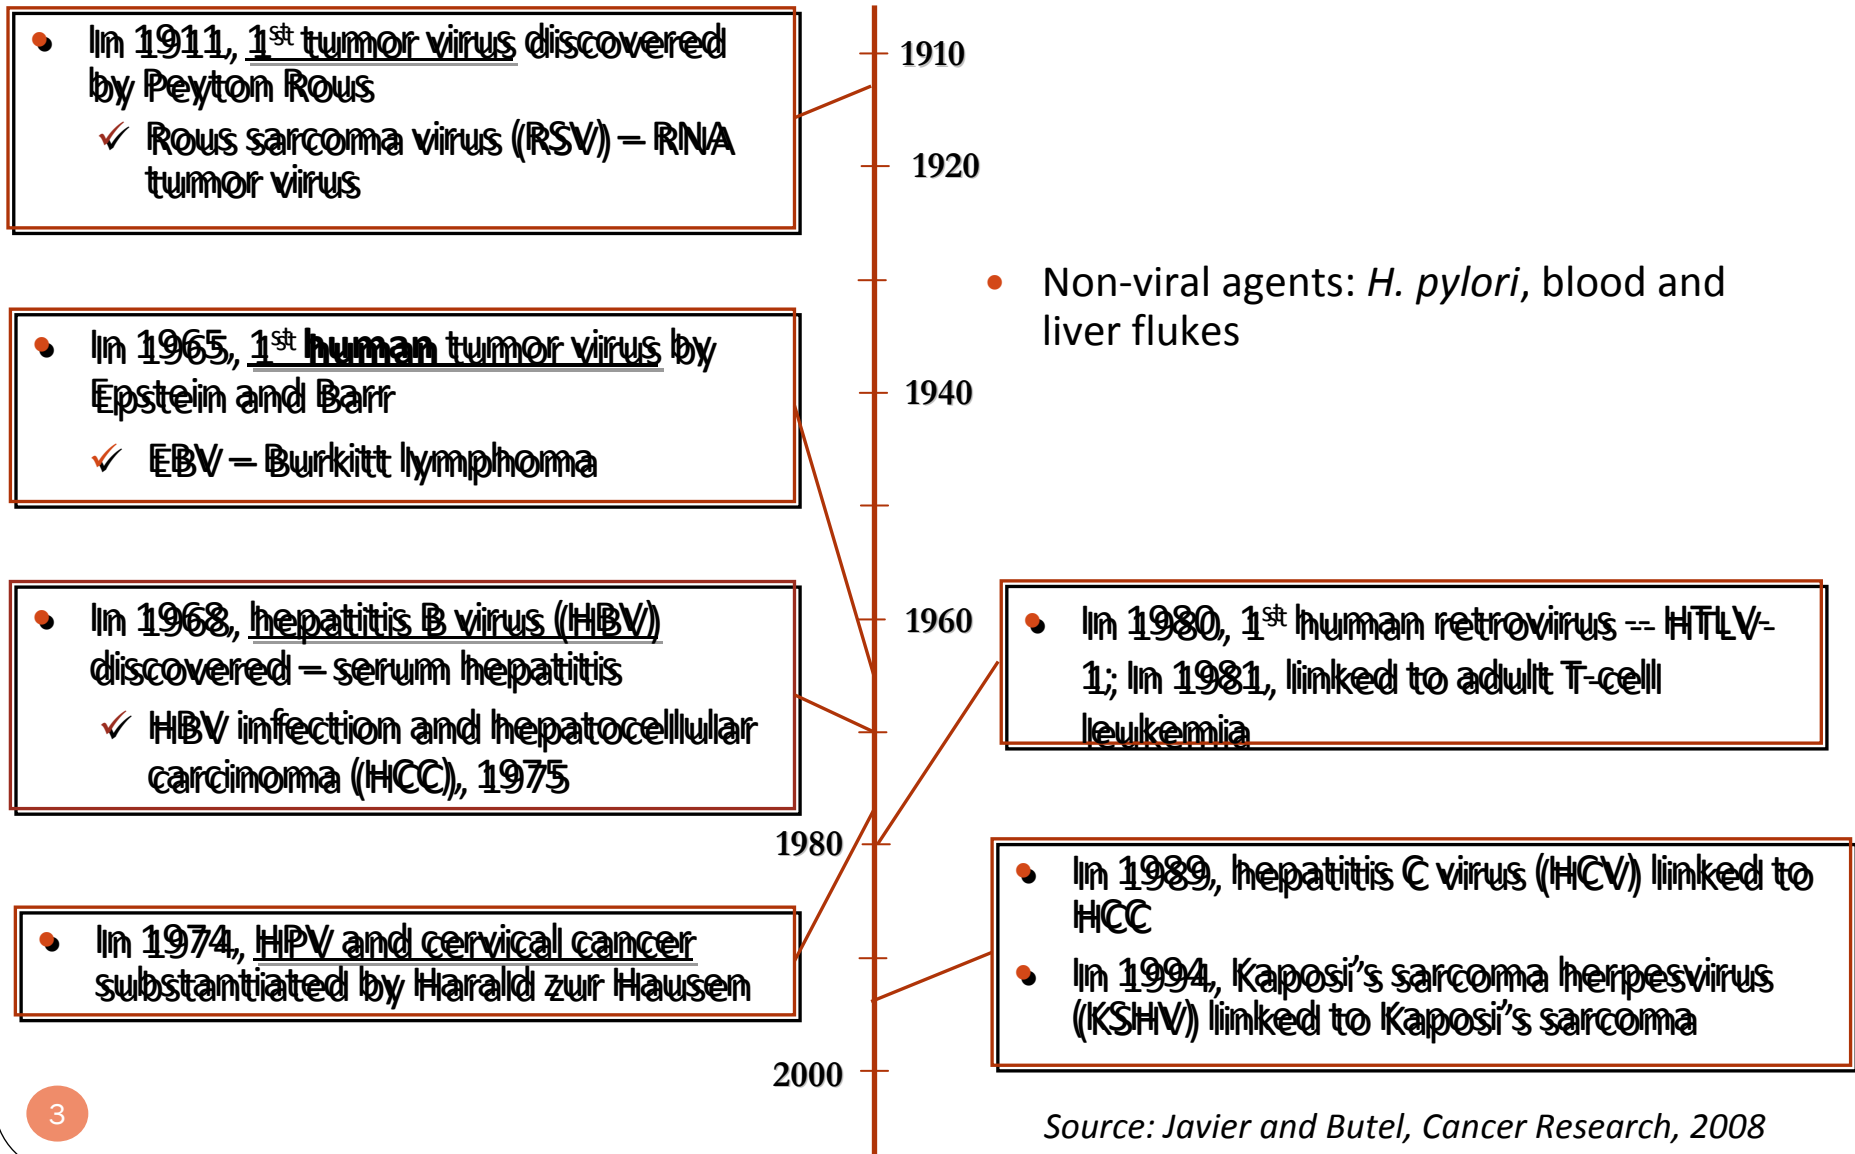 • In 1911, 1st tumor virus discovered
by Peyton Rous
✓ Rous sarcoma virus (RSV) – RNA
tumor virus
• In 1965, 1st human tumor virus by
Epstein and Barr
✓ EBV – Burkitt lymphoma
• In 1968, hepatitis B virus (HBV)
discovered – serum hepatitis
✓ HBV infection and hepatocellular
carcinoma (HCC), 1975
• In 1974, HPV and cervical cancer
substantiated by Harald zur Hausen
1910
1920
1940
1960
1980
2000
• Non-viral agents: H. pylori, blood and
liver flukes
• In 1980, 1st human retrovirus -- HTLV-
1; In 1981, linked to adult T-cell
leukemia
• In 1989, hepatitis C virus (HCV) linked to
HCC
• In 1994, Kaposi's sarcoma herpesvirus
(KSHV) linked to Kaposi's sarcoma
3
Source: Javier and Butel, Cancer Research, 2008